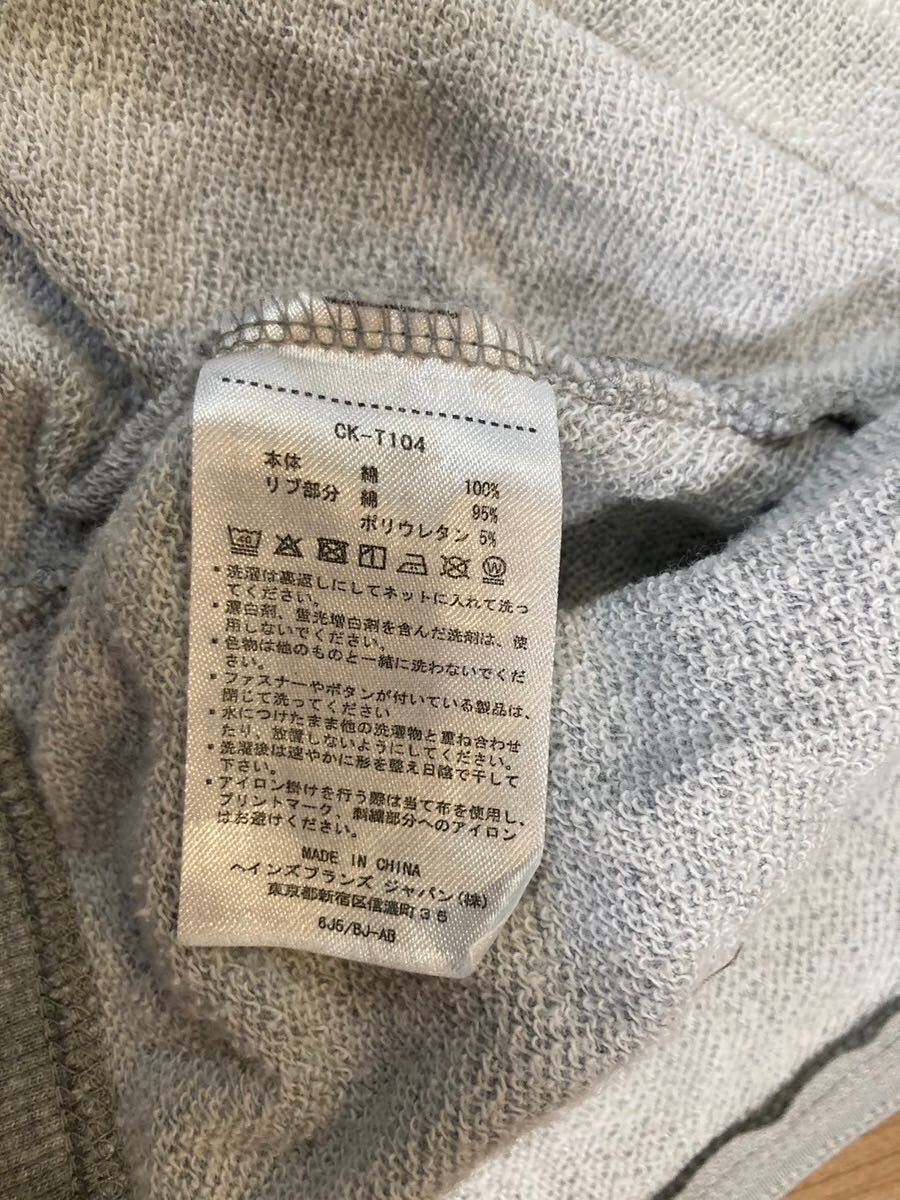 CK-T104
本体 綿 100%
リブ部分 綿 95%
ポリウレタン 5%
40
W
・洗濯は裏返しにしてネットに入れて洗っ
てください。
・漂白剤、蛍光増白剤を含んだ洗剤は、使
用しないでください。
・色物は他のものと一緒に洗わないでくだ
さい。
・ファスナーやボタンが付いている製品は、
閉じて洗ってください
・水につけたまま他の洗濯物と重ね合わせ
たり、放置しないようにしてください。
・洗濯後は速やかに形を整え日陰で干して
下さい。
・アイロン掛けを行う際は当て布を使用し、
プリントマーク、刺繍部分へのアイロン
はお避けください。
MADE IN CHINA
ヘインズブランズ ジャパン(株)
東京都新宿区信濃町35
6J6/BJ-AB